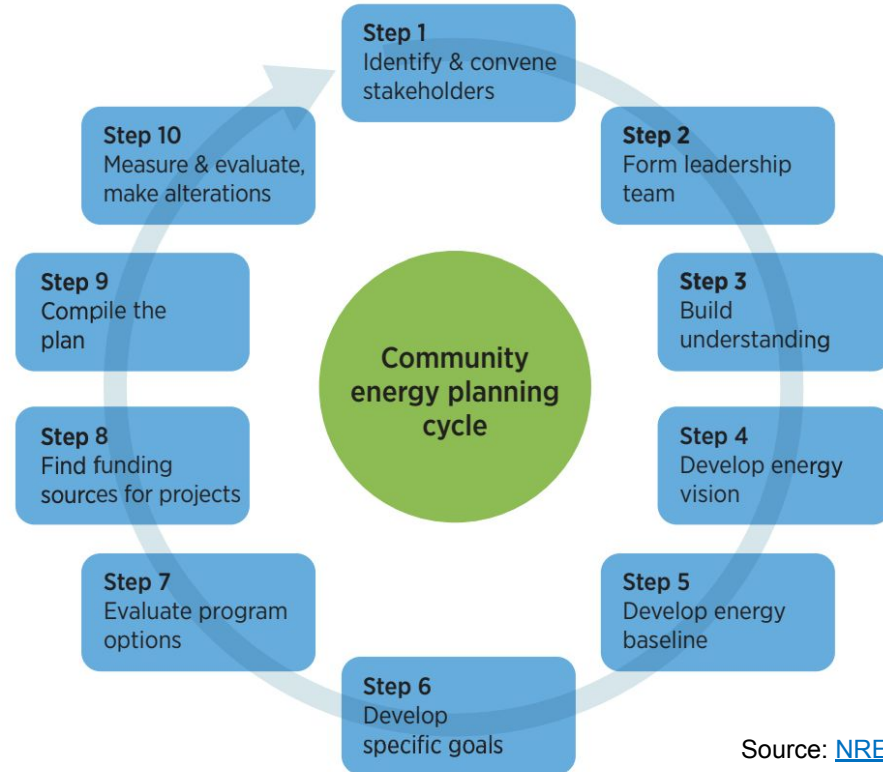 Step 1
Identify & convene
stakeholders
Step 2
Form leadership
team
Step 3
Build
understanding
Step 4
Develop energy
vision
Step 5
Develop energy
baseline
Step 6
Develop
specific goals
Step 7
Evaluate program
options
Step 8
Find funding
sources for projects
Step 9
Compile the
plan
Step 10
Measure & evaluate,
make alterations
Community
energy planning
cycle
Source: